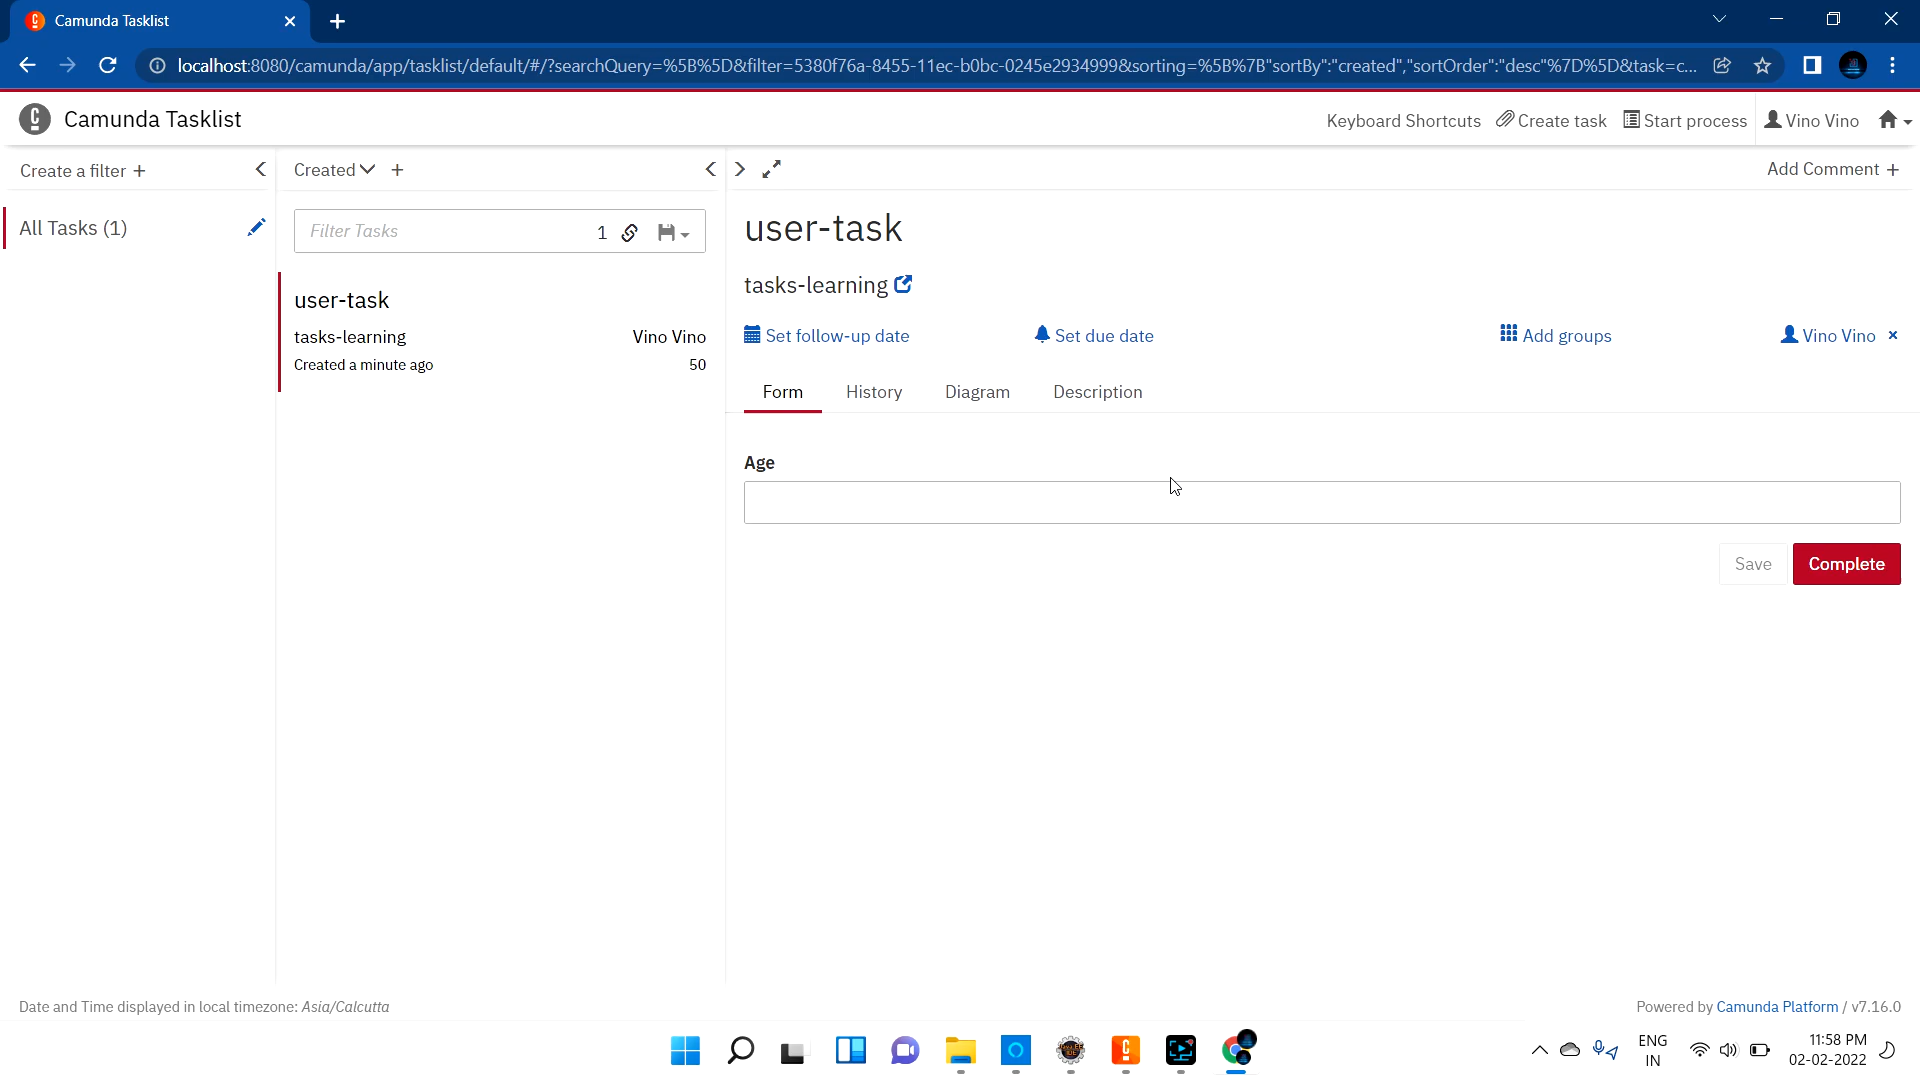 Camunda Tasklist
localhost:8080/camunda/app/tasklist/default/#/?searchQuery=%5B%5D&filter=5380f76a-8455-11ec-b0bc-0245e2934999&sorting=%5B%7B"sortBy":"created","sortOrder":"desc"%7D%5D&task=c...
Camunda Tasklist
Keyboard Shortcuts Create task Start process Vino Vino
Create a filter +
Created +
Add Comment +
All Tasks (1)
Filter Tasks 1
user-task
tasks-learning Vino Vino
Created a minute ago 50
user-task
tasks-learning
Set follow-up date Set due date Add groups Vino Vino ×
Form History Diagram Description
Age
Save Complete
Date and Time displayed in local timezone: Asia/Calcutta
Powered by Camunda Platform / v7.16.0
ENG
IN
11:58 PM
02-02-2022